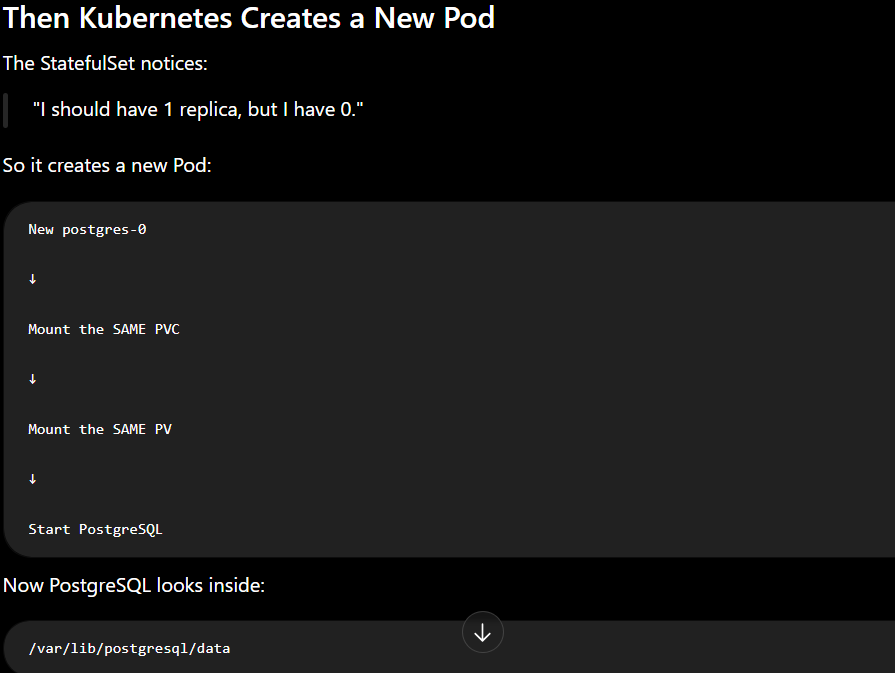 Then Kubernetes Creates a New Pod
The StatefulSet notices:
"I should have 1 replica, but I have 0."
So it creates a new Pod:
New postgres-0
↓
Mount the SAME PVC
↓
Mount the SAME PV
↓
Start PostgreSQL
Now PostgreSQL looks inside:
/var/lib/postgresql/data